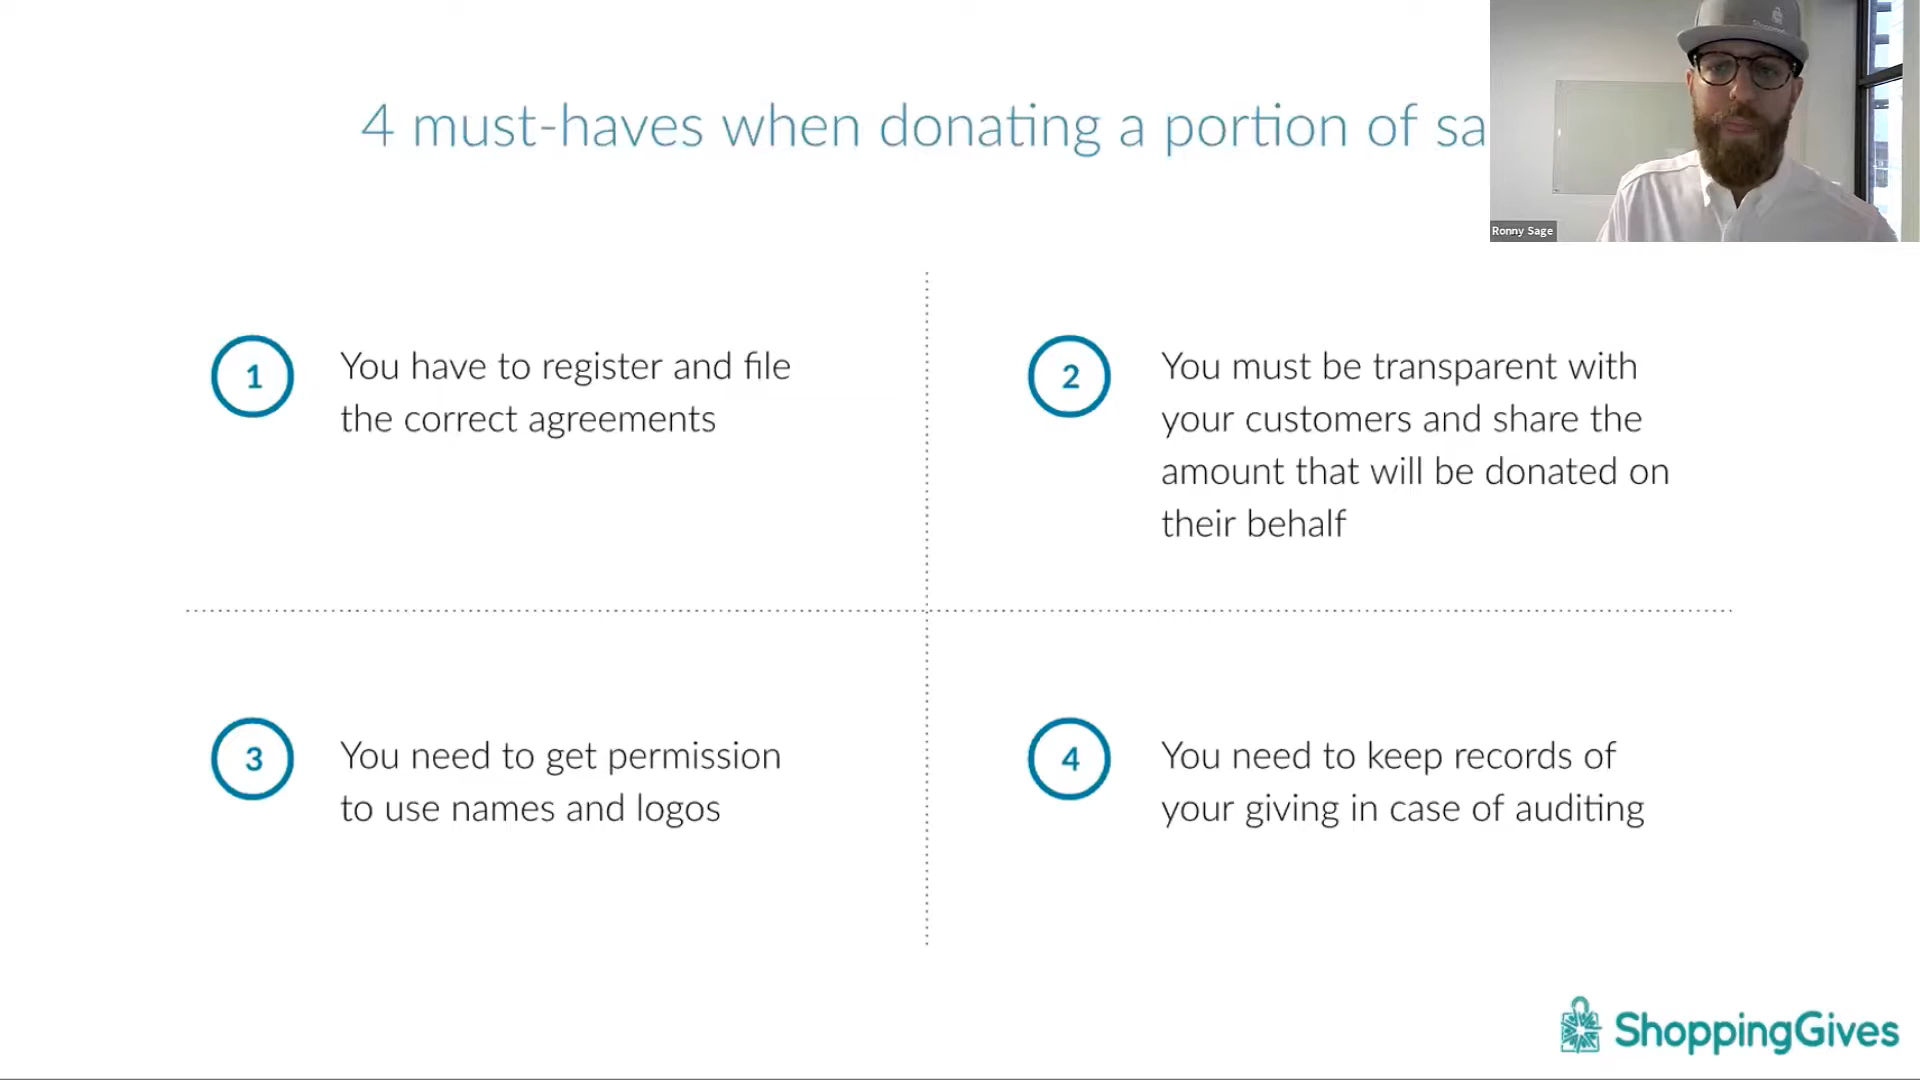 4 must-haves when donating a portion of
Ronny Sage
1
You have to register and file
the correct agreements
2
You must be transparent with
your customers and share the
amount that will be donated on
their behalf
3
You need to get permission
to use names and logos
4
You need to keep records of
your giving in case of auditing
ShoppingGives